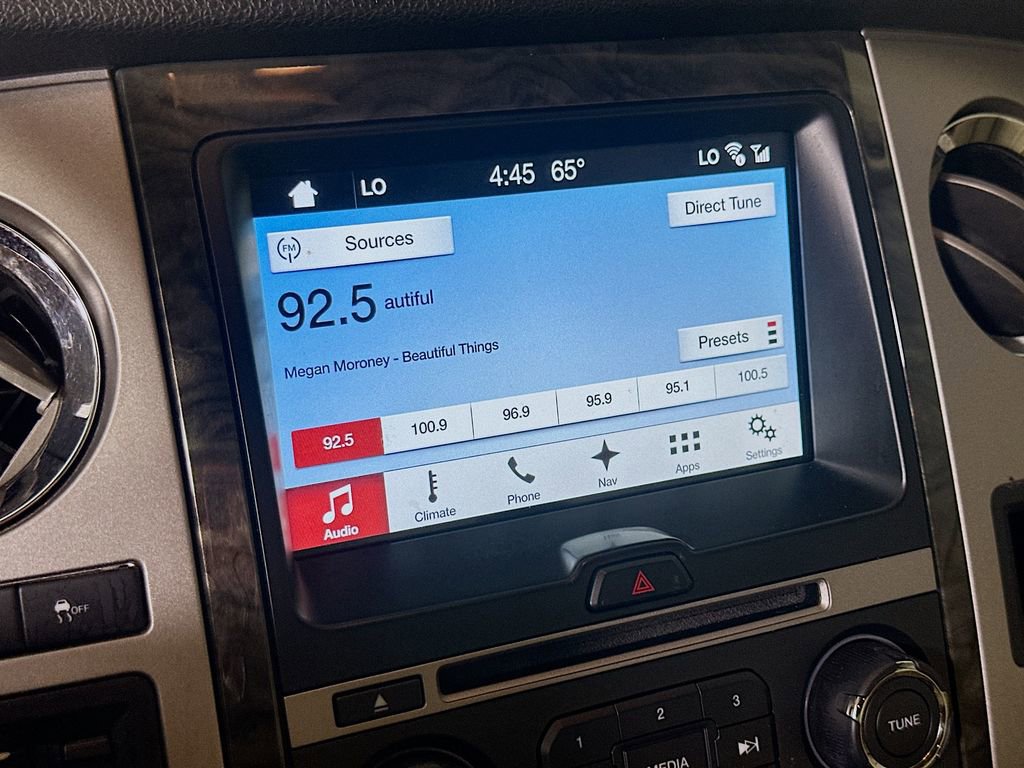 LO 4:45 65° LO
FM Sources Direct Tune
92.5 autiful
Megan Moroney - Beautiful Things
Presets
92.5 100.9 96.9 95.9 95.1 100.5
Audio Climate Phone Nav Apps Settings
OFF
1 2 3
MEDIA
TUNE